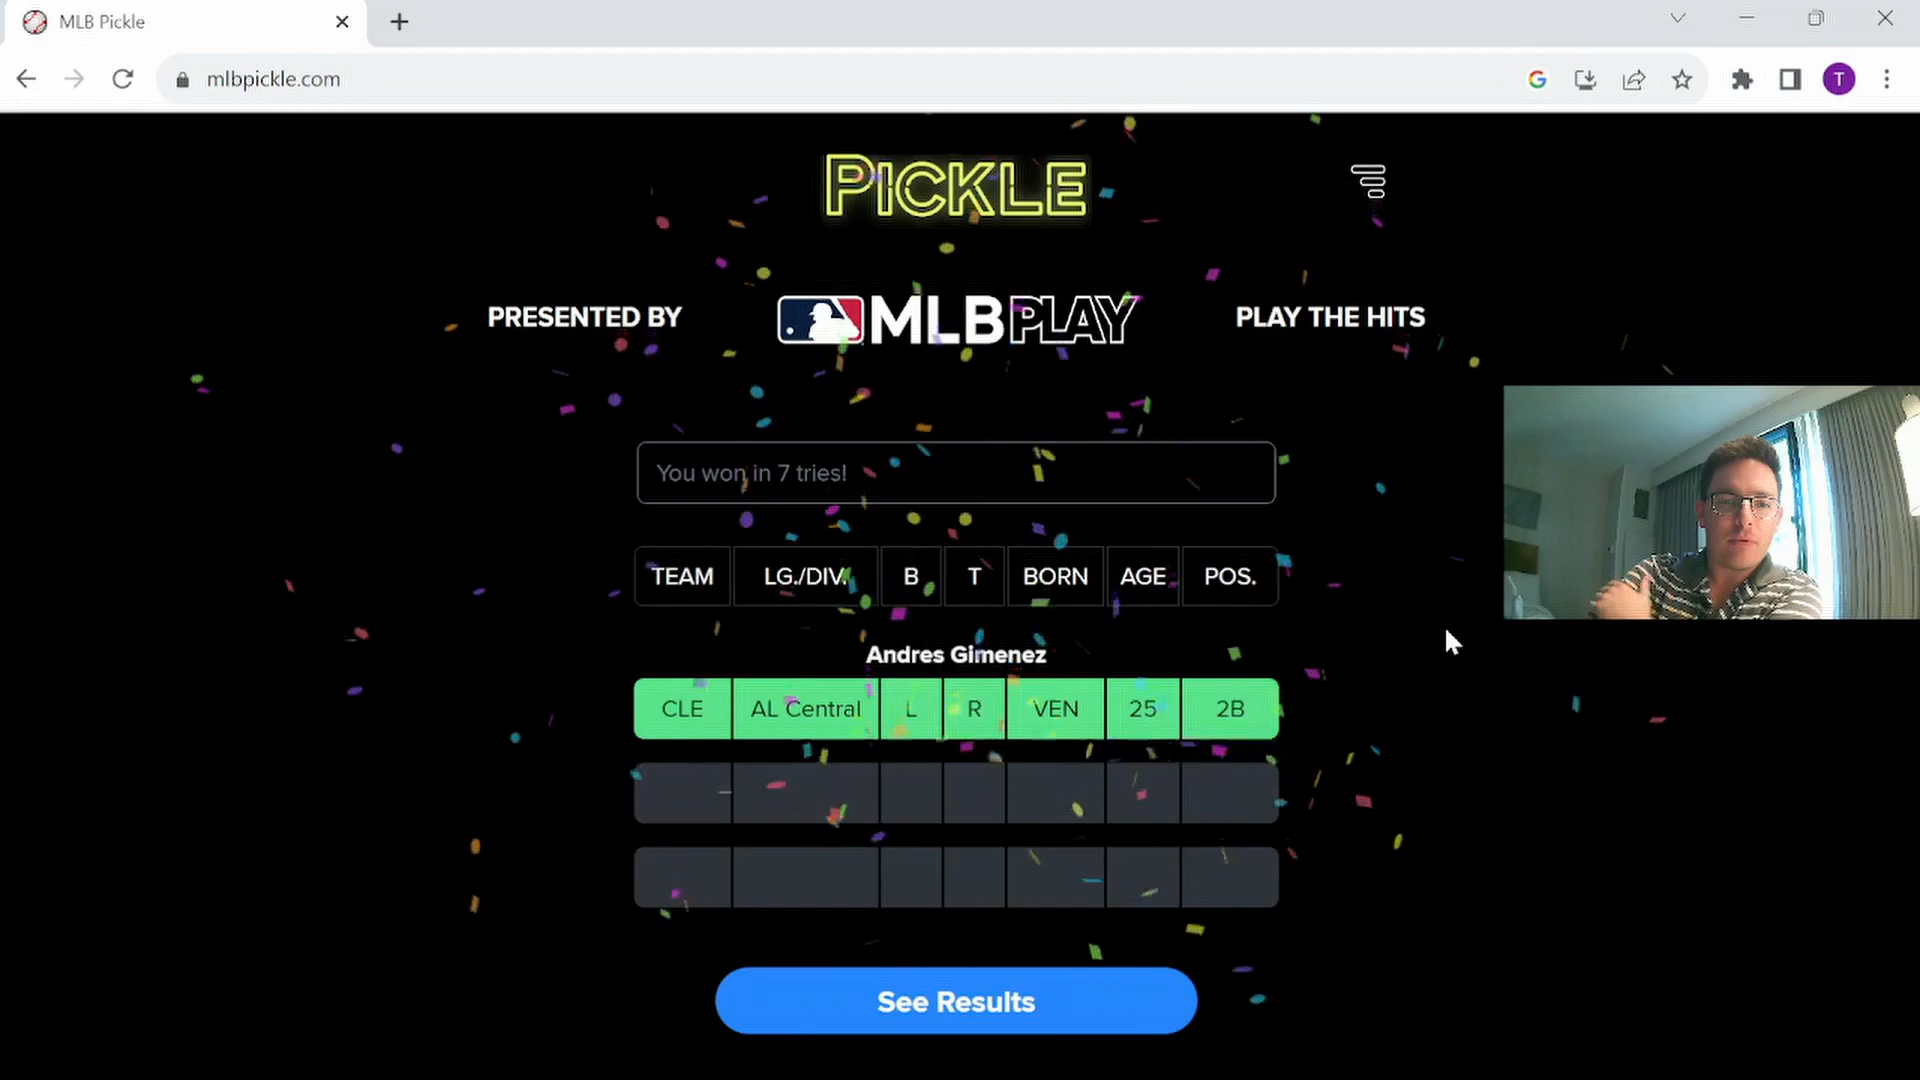 MLB Pickle
mlbpickle.com
T
PICKLE
PRESENTED BY
MLB PLAY
PLAY THE HITS
You won in 7 tries!
TEAM LG./DIV. B T BORN AGE POS.
Andres Gimenez
CLE AL Central L R VEN 25 2B
See Results